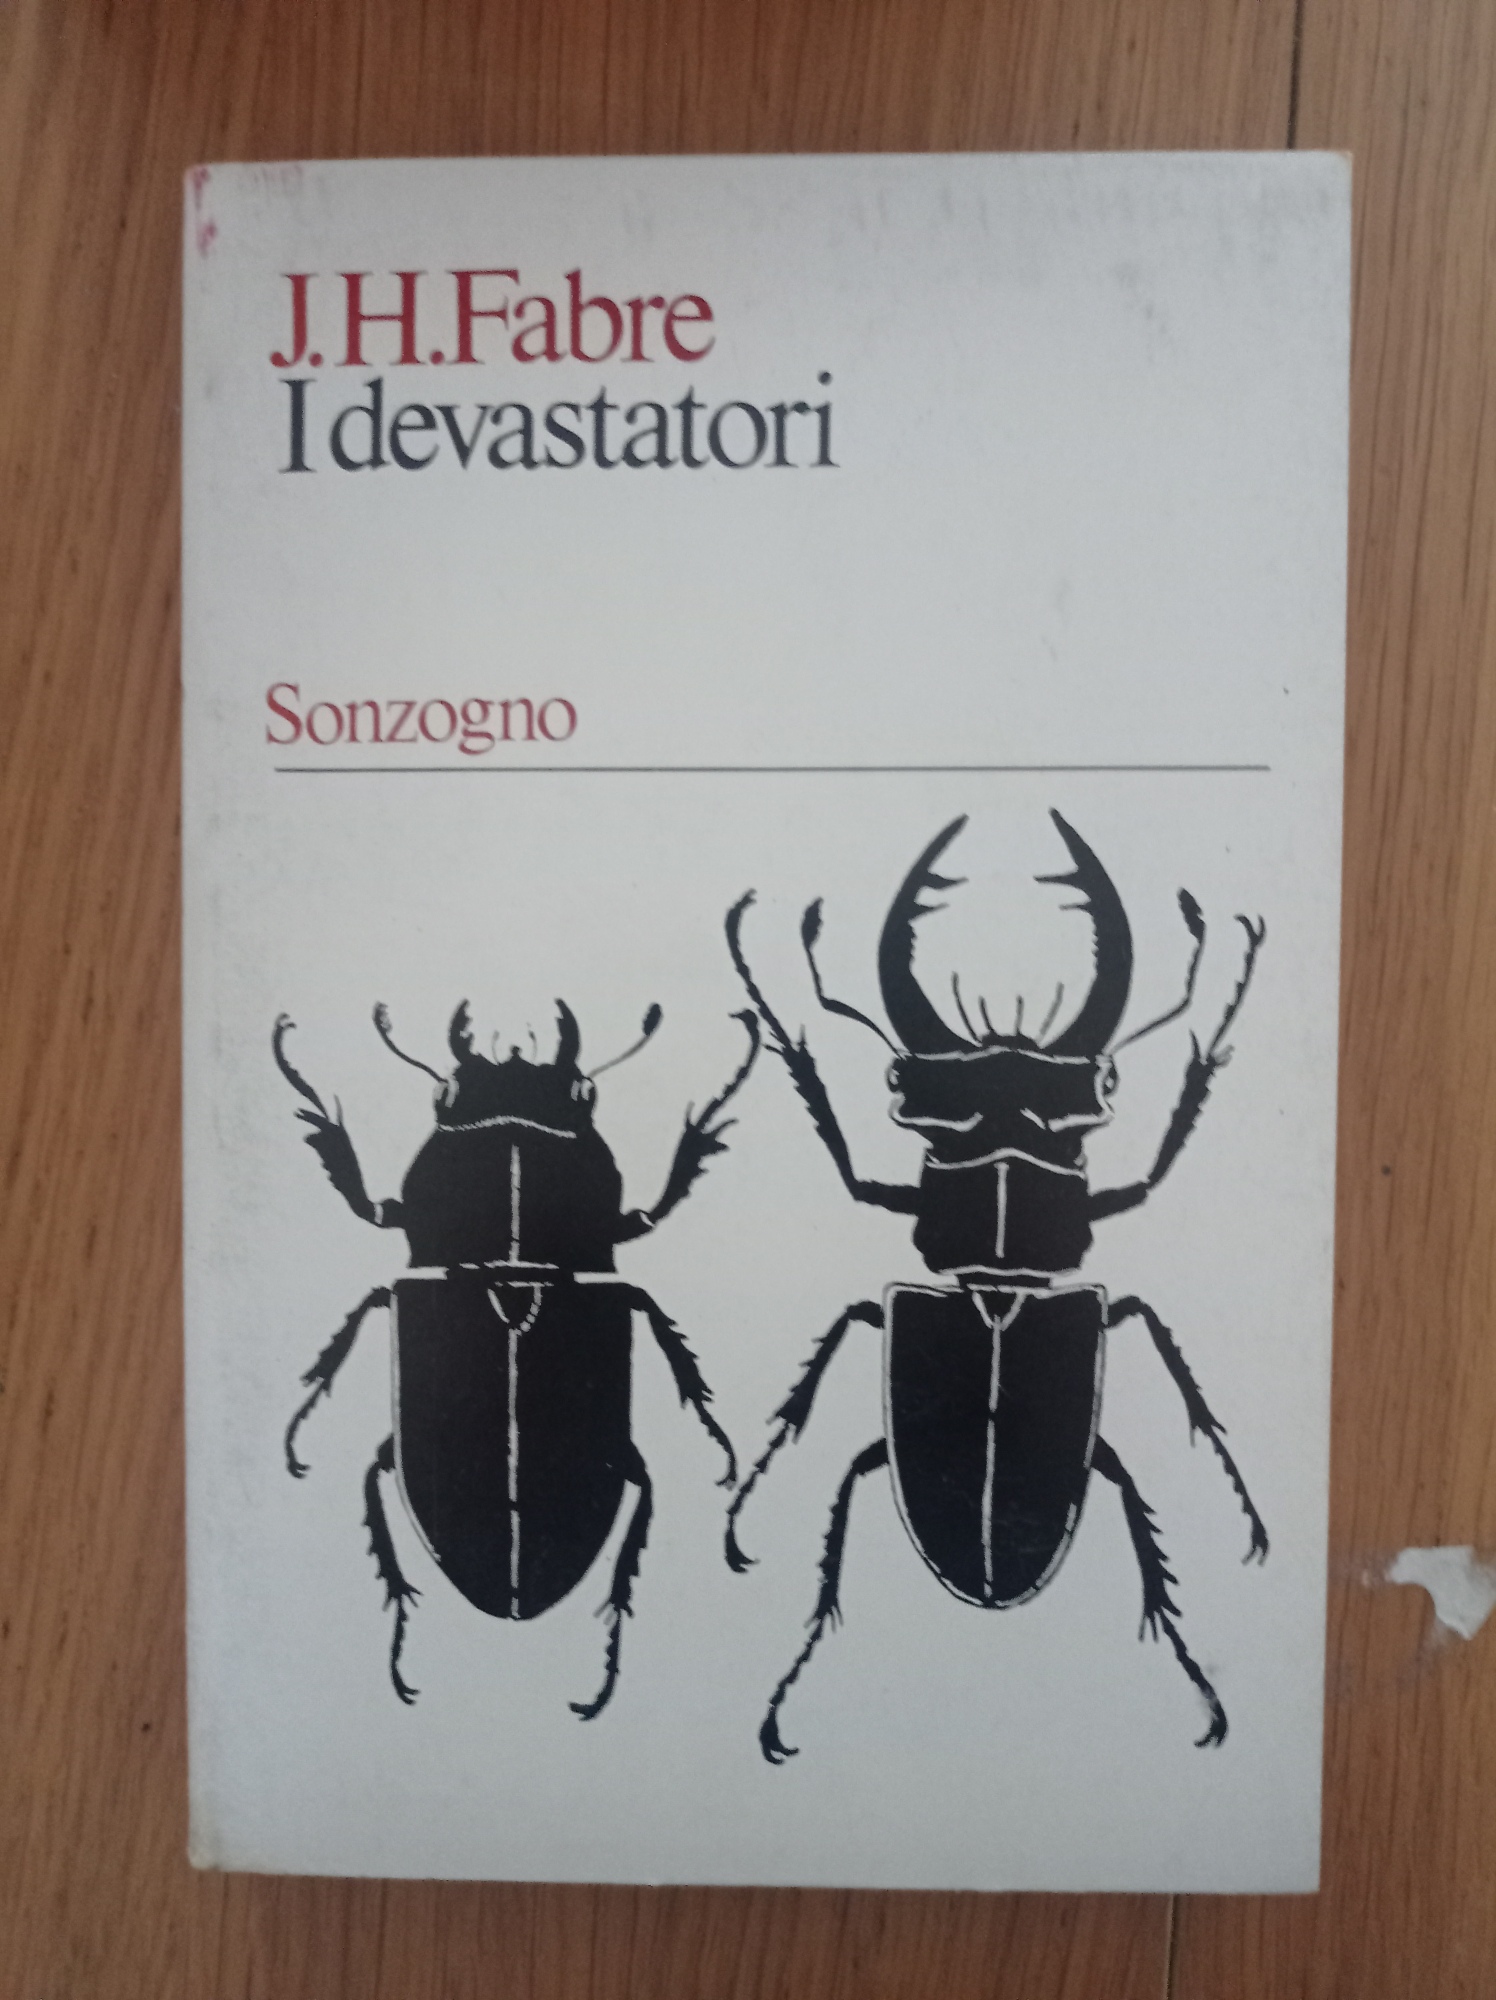 J.H.Fabre
I devastatori
Sonzogno